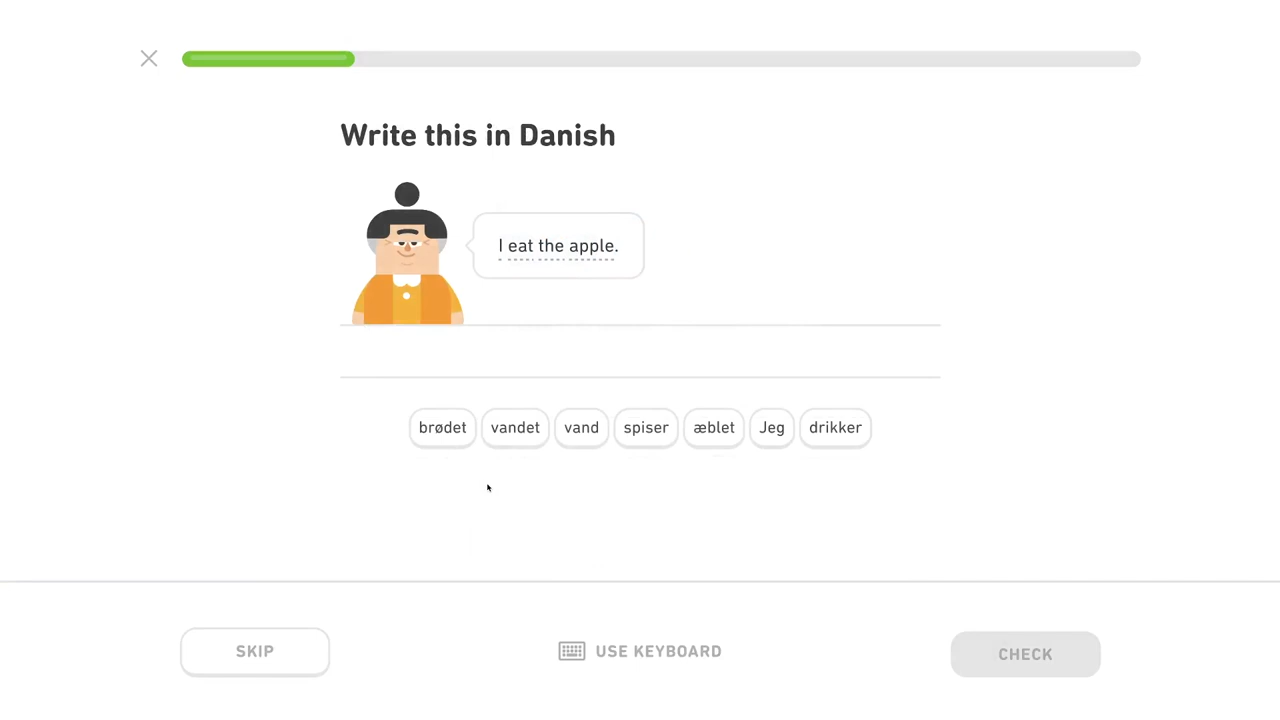 Write this in Danish
I eat the apple.
brødet vandet vand spiser æblet Jeg drikker
SKIP USE KEYBOARD CHECK